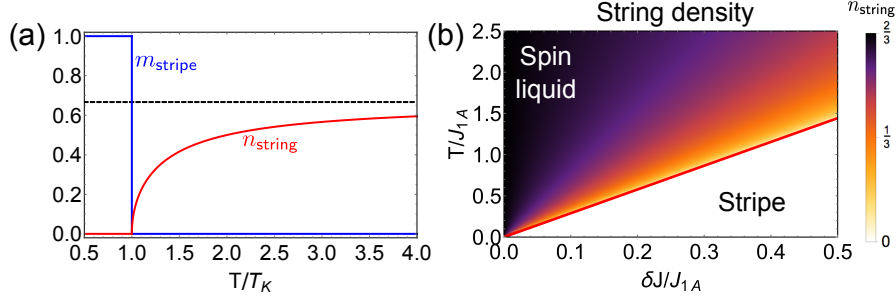 (a)
1.0
0.8
0.6
0.4
0.2
0.0
m_stripe
n_string
0.5 1.0 1.5 2.0 2.5 3.0 3.5 4.0
T/T_K
(b)
String density
2.5
2.0
1.5
1.0
0.5
0.0
T/J_1A
Spin
liquid
Stripe
0.0 0.1 0.2 0.3 0.4 0.5
δJ/J_1A
n_string
2/3
1/3
0